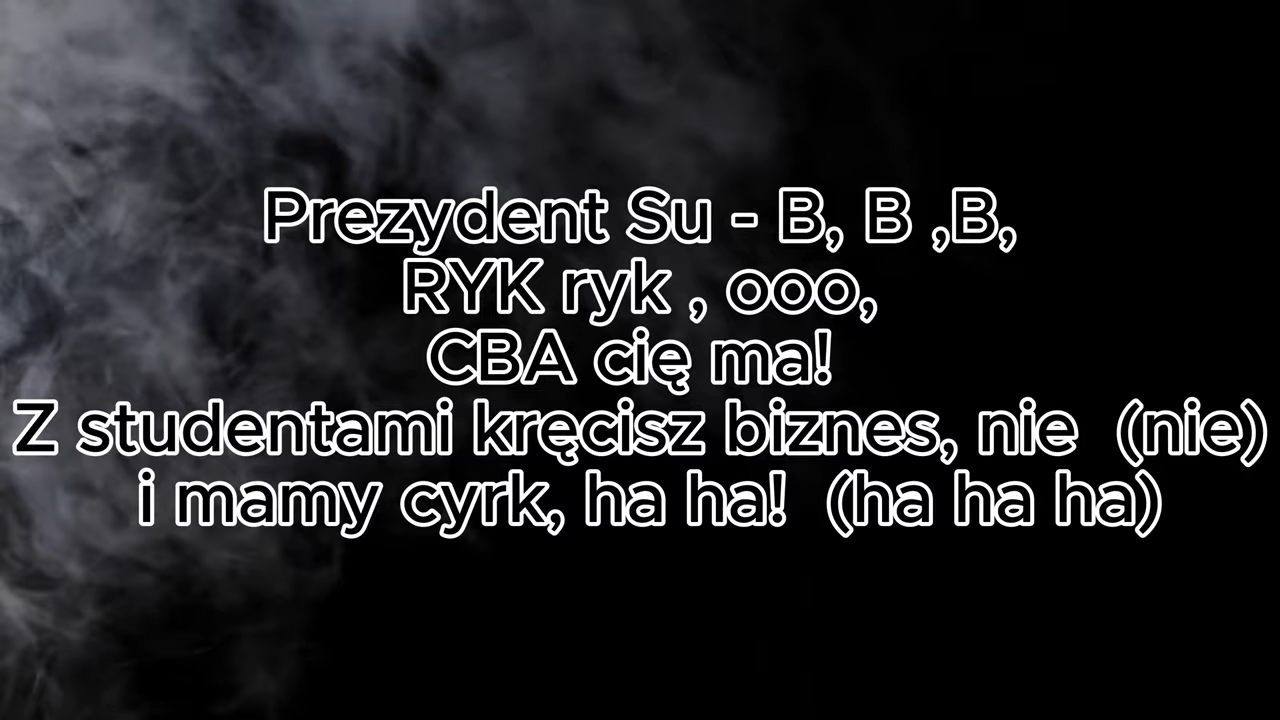 Prezydent Su - B, B ,B,
RYK ryk , ooo,
CBA cię ma!
Z studentami kręcisz biznes, nie  (nie)
i mamy cyrk, ha ha!  (ha ha ha)